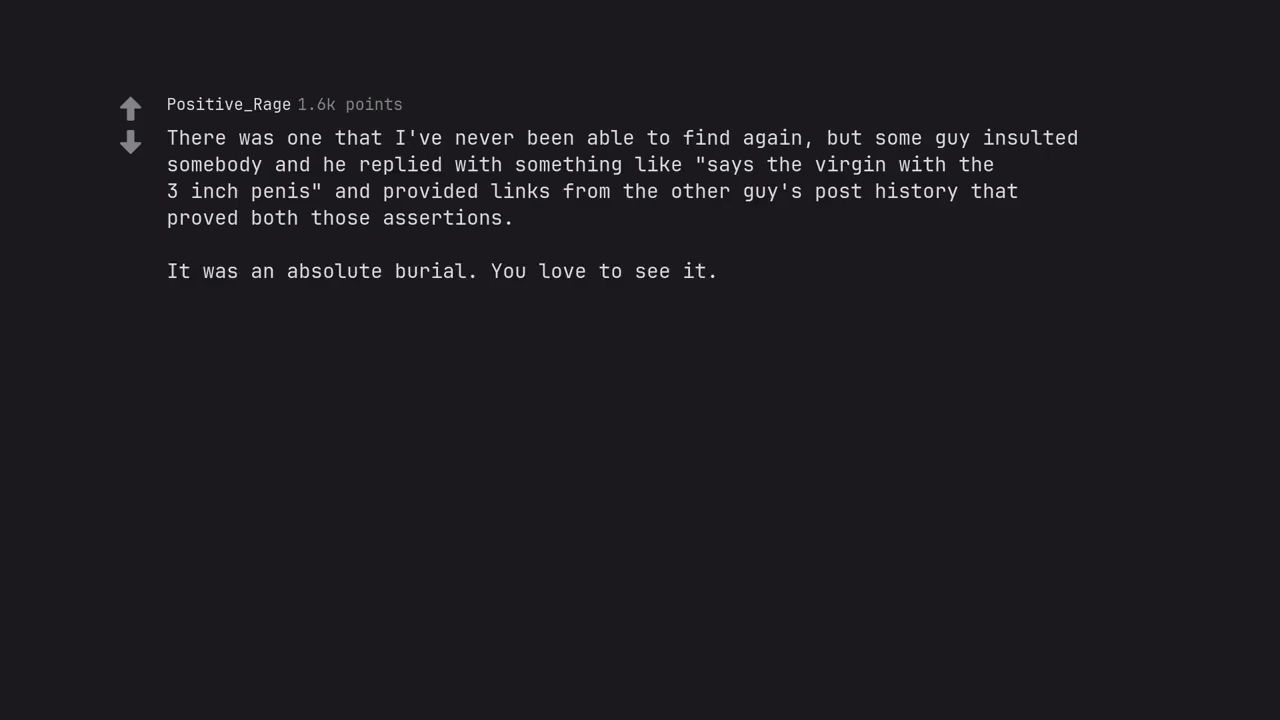 Positive_Rage 1.6k points
There was one that I've never been able to find again, but some guy insulted
somebody and he replied with something like "says the virgin with the
3 inch penis" and provided links from the other guy's post history that
proved both those assertions.
It was an absolute burial. You love to see it.